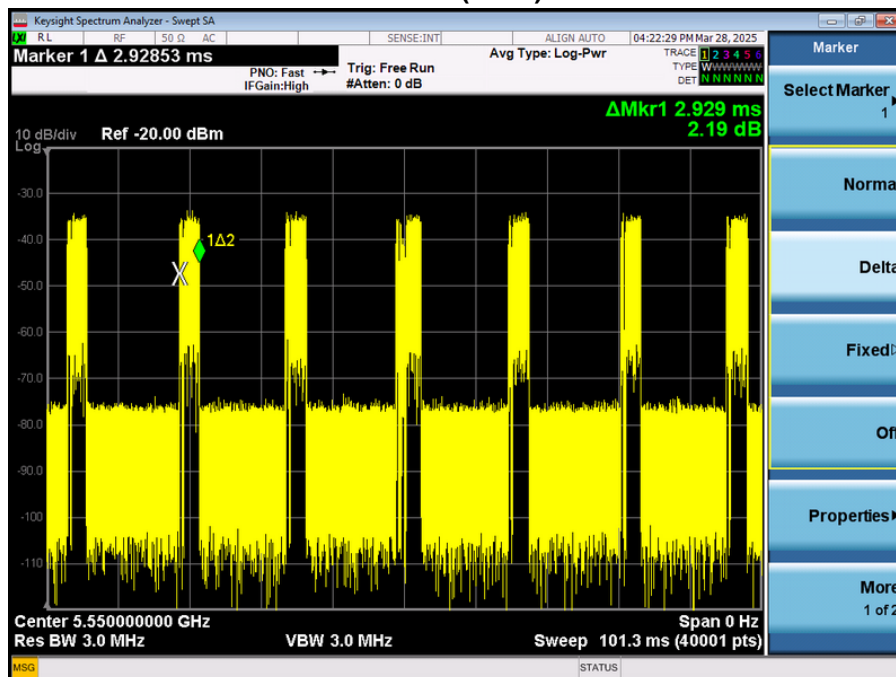 Keysight Spectrum Analyzer - Swept SA
LXI RL RF 50 Ω AC SENSE:INT ALIGN AUTO 04:22:29 PM Mar 28, 2025
Marker 1 Δ 2.92853 ms
PNO: Fast
IFGain:High
Trig: Free Run
#Atten: 0 dB
Avg Type: Log-Pwr
TRACE 1 2 3 4 5 6
TYPE W
DET N N N N N N
ΔMkr1 2.929 ms
2.19 dB
10 dB/div Ref -20.00 dBm
Log
-30.0
-40.0
-50.0
-60.0
-70.0
-80.0
-90.0
-100
-110
1Δ2
X
Center 5.550000000 GHz Span 0 Hz
Res BW 3.0 MHz VBW 3.0 MHz Sweep 101.3 ms (40001 pts)
MSG STATUS
Marker
Select Marker
1
Norma
Delta
Fixed
Off
Properties
More
1 of 2